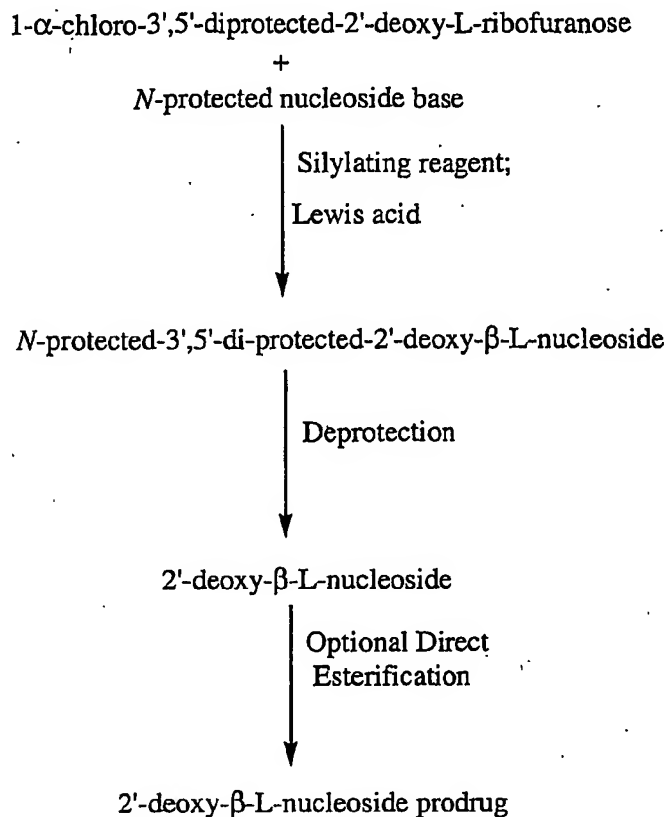 1-α-chloro-3',5'-diprotected-2'-deoxy-L-ribofuranose
+
N-protected nucleoside base
Silylating reagent;
Lewis acid
N-protected-3',5'-di-protected-2'-deoxy-β-L-nucleoside
Deprotection
2'-deoxy-β-L-nucleoside
Optional Direct
Esterification
2'-deoxy-β-L-nucleoside prodrug